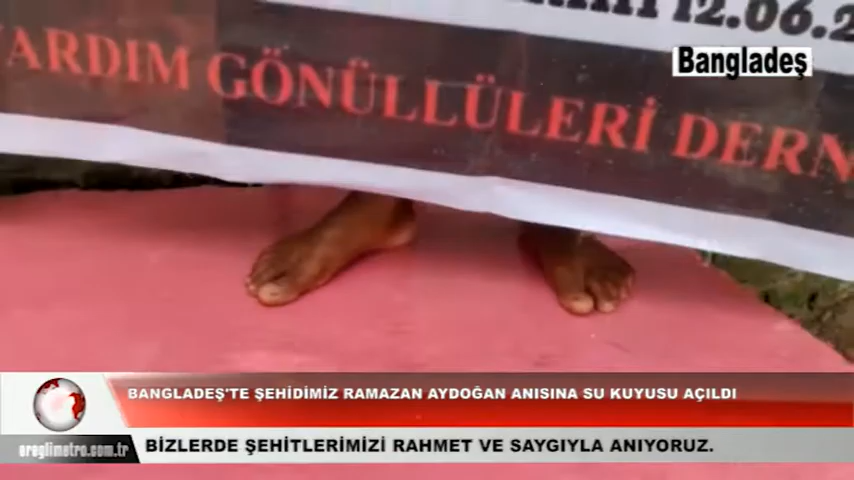 12.06.2
Bangladeş
YARDIM GÖNÜLLÜLERİ DERN
BANGLADEŞ'TE ŞEHİDİMİZ RAMAZAN AYDOĞAN ANISINA SU KUYUSU AÇILDI
BİZLERDE ŞEHİTLERİMİZİ RAHMET VE SAYGIYLA ANIYORUZ.
ereglimetro.com.tr